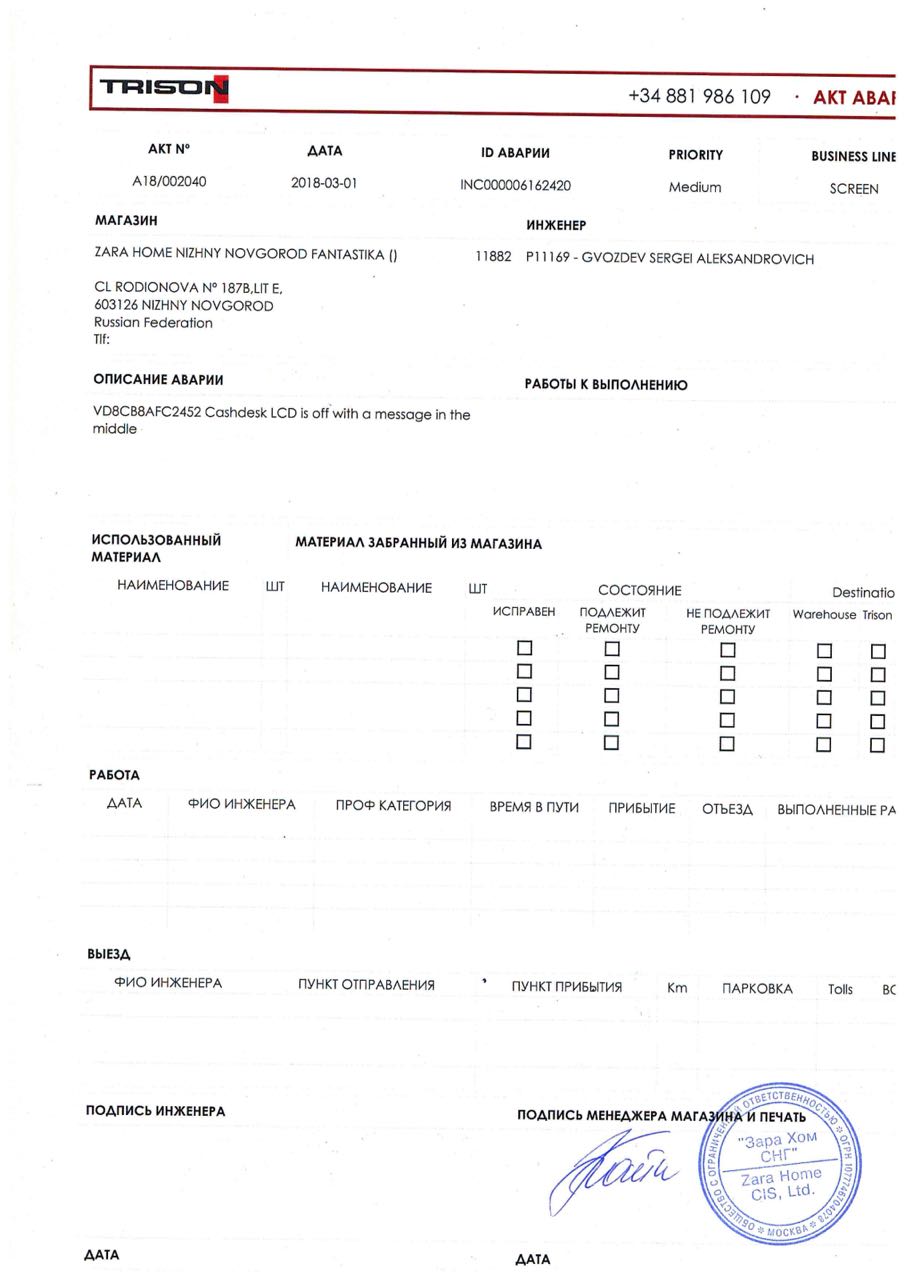 TRISON
+34 881 986 109 · АКТ АВАР
АКТ Nº ДАТА ID АВАРИИ PRIORITY BUSINESS LINE
A18/002040 2018-03-01 INC000006162420 Medium SCREEN
МАГАЗИН ИНЖЕНЕР
ZARA HOME NIZHNY NOVGOROD FANTASTIKA () 11882 P11169 - GVOZDEV SERGEI ALEKSANDROVICH
CL RODIONOVA Nº 187B,LIT E,
603126 NIZHNY NOVGOROD
Russian Federation
Tlf:
ОПИСАНИЕ АВАРИИ РАБОТЫ К ВЫПОЛНЕНИЮ
VD8CB8AFC2452 Cashdesk LCD is off with a message in the
middle
ИСПОЛЬЗОВАННЫЙ МАТЕРИАЛ ЗАБРАННЫЙ ИЗ МАГАЗИНА
МАТЕРИАЛ
НАИМЕНОВАНИЕ ШТ НАИМЕНОВАНИЕ ШТ СОСТОЯНИЕ Destinatio
ИСПРАВЕН ПОДЛЕЖИТ НЕ ПОДЛЕЖИТ Warehouse Trison
РЕМОНТУ РЕМОНТУ
РАБОТА
ДАТА ФИО ИНЖЕНЕРА ПРОФ КАТЕГОРИЯ ВРЕМЯ В ПУТИ ПРИБЫТИЕ ОТЪЕЗД ВЫПОЛНЕННЫЕ РА
ВЫЕЗД
ФИО ИНЖЕНЕРА ПУНКТ ОТПРАВЛЕНИЯ ПУНКТ ПРИБЫТИЯ Km ПАРКОВКА Tolls ВС
ПОДПИСЬ ИНЖЕНЕРА ПОДПИСЬ МЕНЕДЖЕРА МАГАЗИНА И ПЕЧАТЬ
ОБЩЕСТВО С ОГРАНИЧЕННОЙ ОТВЕТСТВЕННОСТЬЮ * ОГРН 1077746704078 * МОСКВА *
"Зара Хом
СНГ"
Zara Home
CIS, Ltd.
ДАТА ДАТА